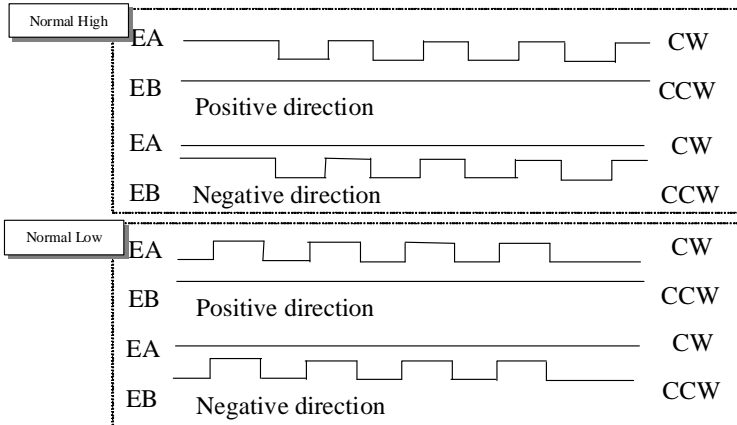 Normal High
EA CW
EB CCW
Positive direction
EA CW
EB CCW
Negative direction
Normal Low
EA CW
EB CCW
Positive direction
EA CW
EB CCW
Negative direction